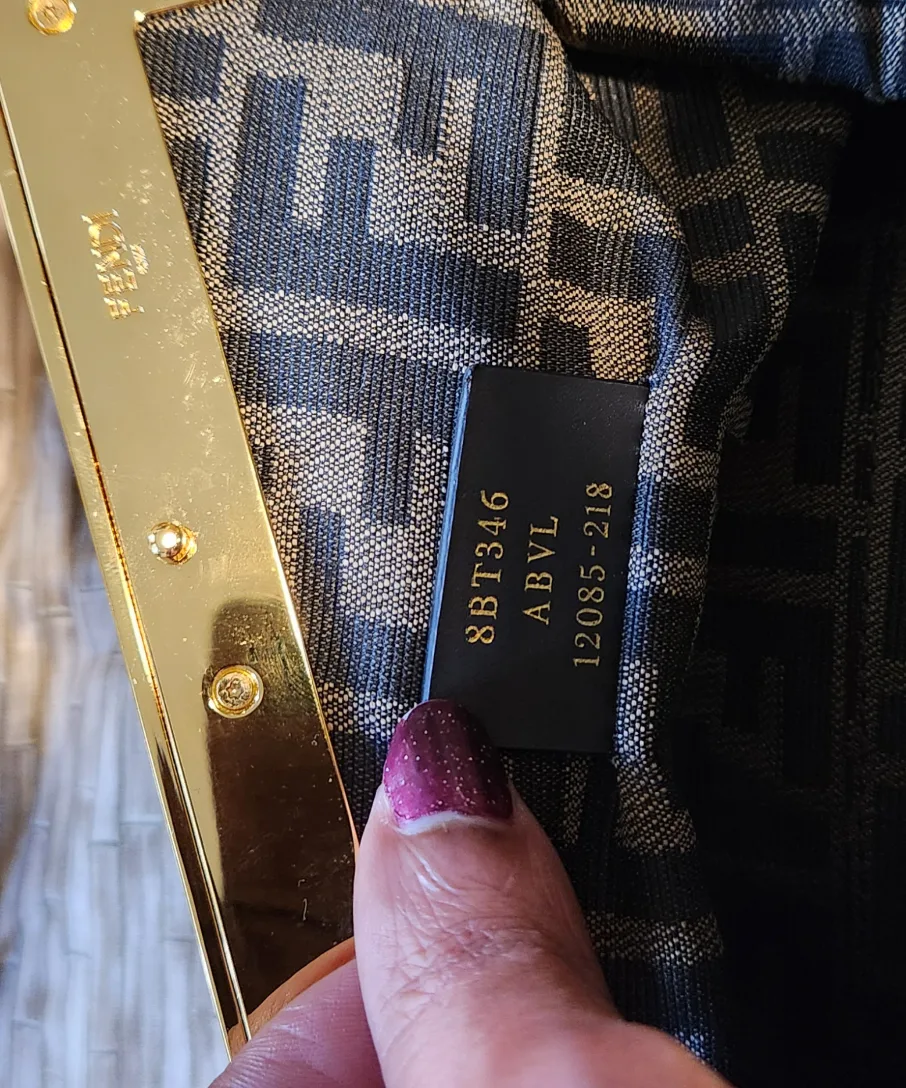 FENDI
8BT346
ABVL
12085-218